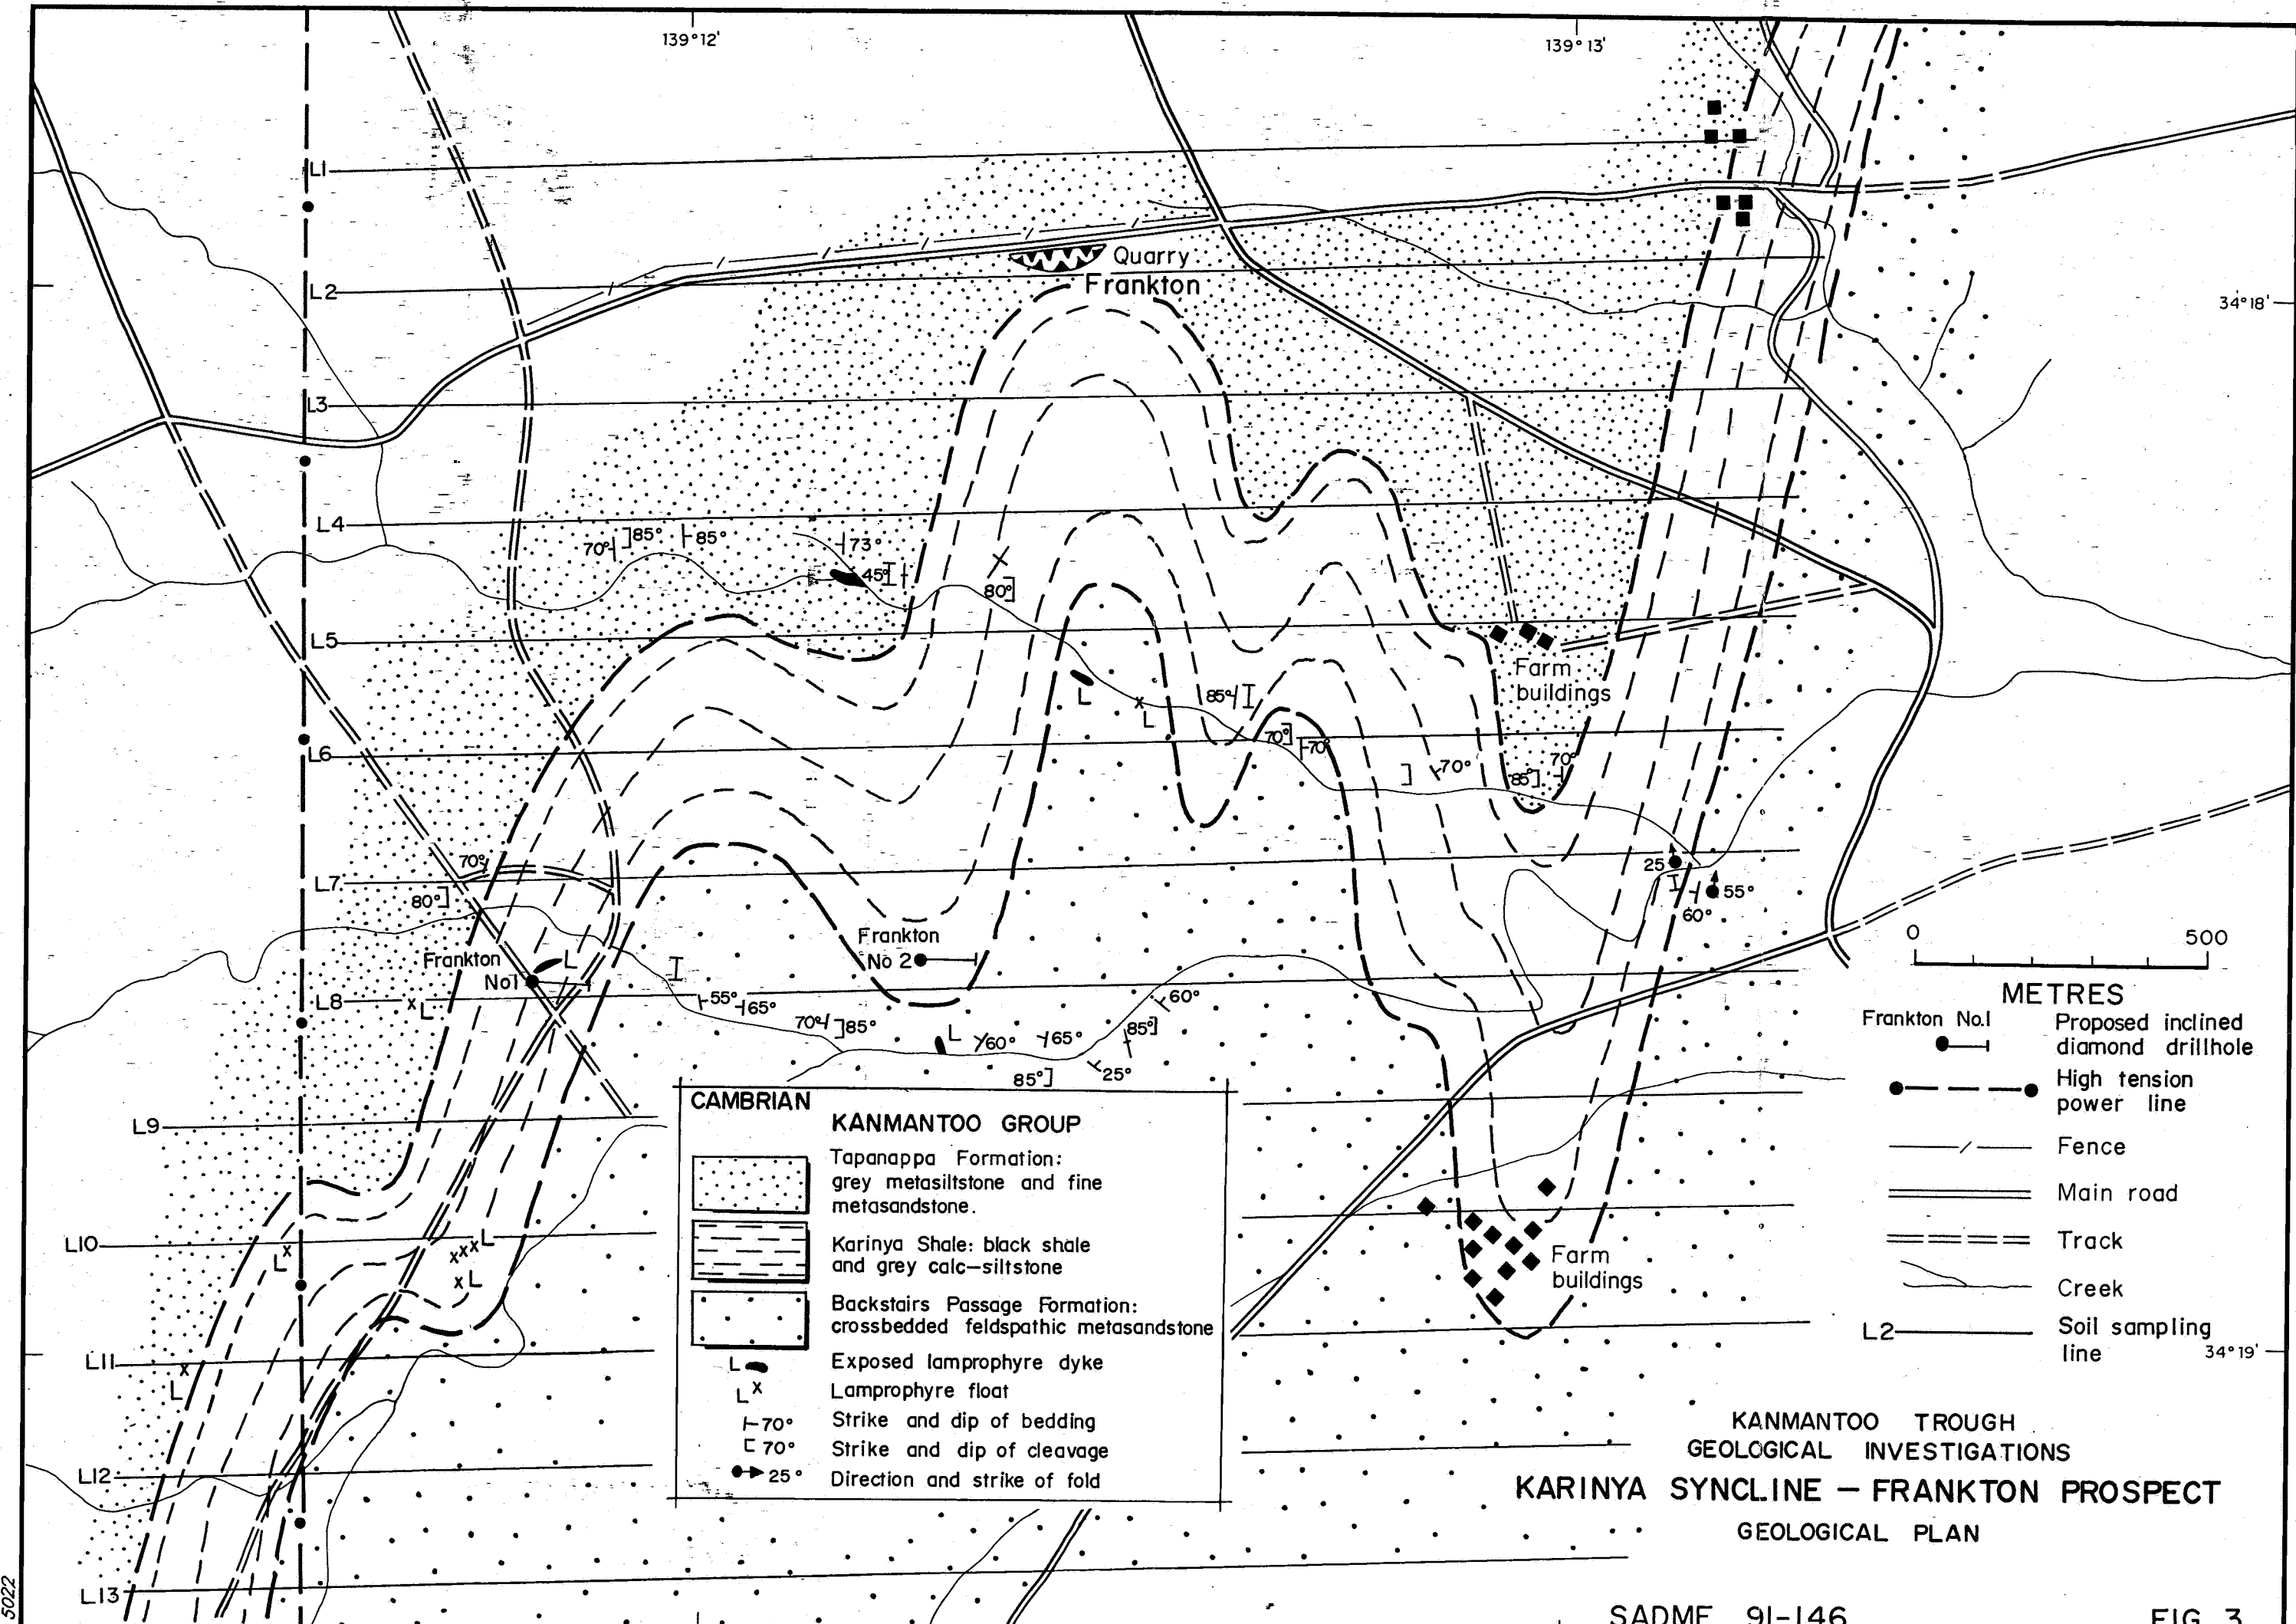 139°12'
139°13'
L1
Quarry
L2
Frankton
34°18'
L3
L4
70°
85°
85°
73°
45°
80°
L5
Farm
buildings
L
L
85°
L6
70°
70°
70°
85°
70°
L7
70°
80°
25
55°
60°
Frankton
No 2
Frankton
No1
L
L8
L
55°
65°
70°
85°
L
60°
65°
85°
60°
25°
85°
0 500
METRES
Frankton No.1
Proposed inclined
diamond drillhole
High tension
power line
Fence
Main road
Track
Creek
L2
Soil sampling
line
34°19'
L9
L10
L
L
L
L11
L
L12
L13
Farm
buildings
CAMBRIAN
KANMANTOO GROUP
Tapanappa Formation:
grey metasiltstone and fine
metasandstone.
Karinya Shale: black shale
and grey calc-siltstone
Backstairs Passage Formation:
crossbedded feldspathic metasandstone
L Exposed lamprophyre dyke
L x Lamprophyre float
70° Strike and dip of bedding
70° Strike and dip of cleavage
25° Direction and strike of fold
KANMANTOO TROUGH
GEOLOGICAL INVESTIGATIONS
KARINYA SYNCLINE – FRANKTON PROSPECT
GEOLOGICAL PLAN
SADME 91-146
FIG 3
5022